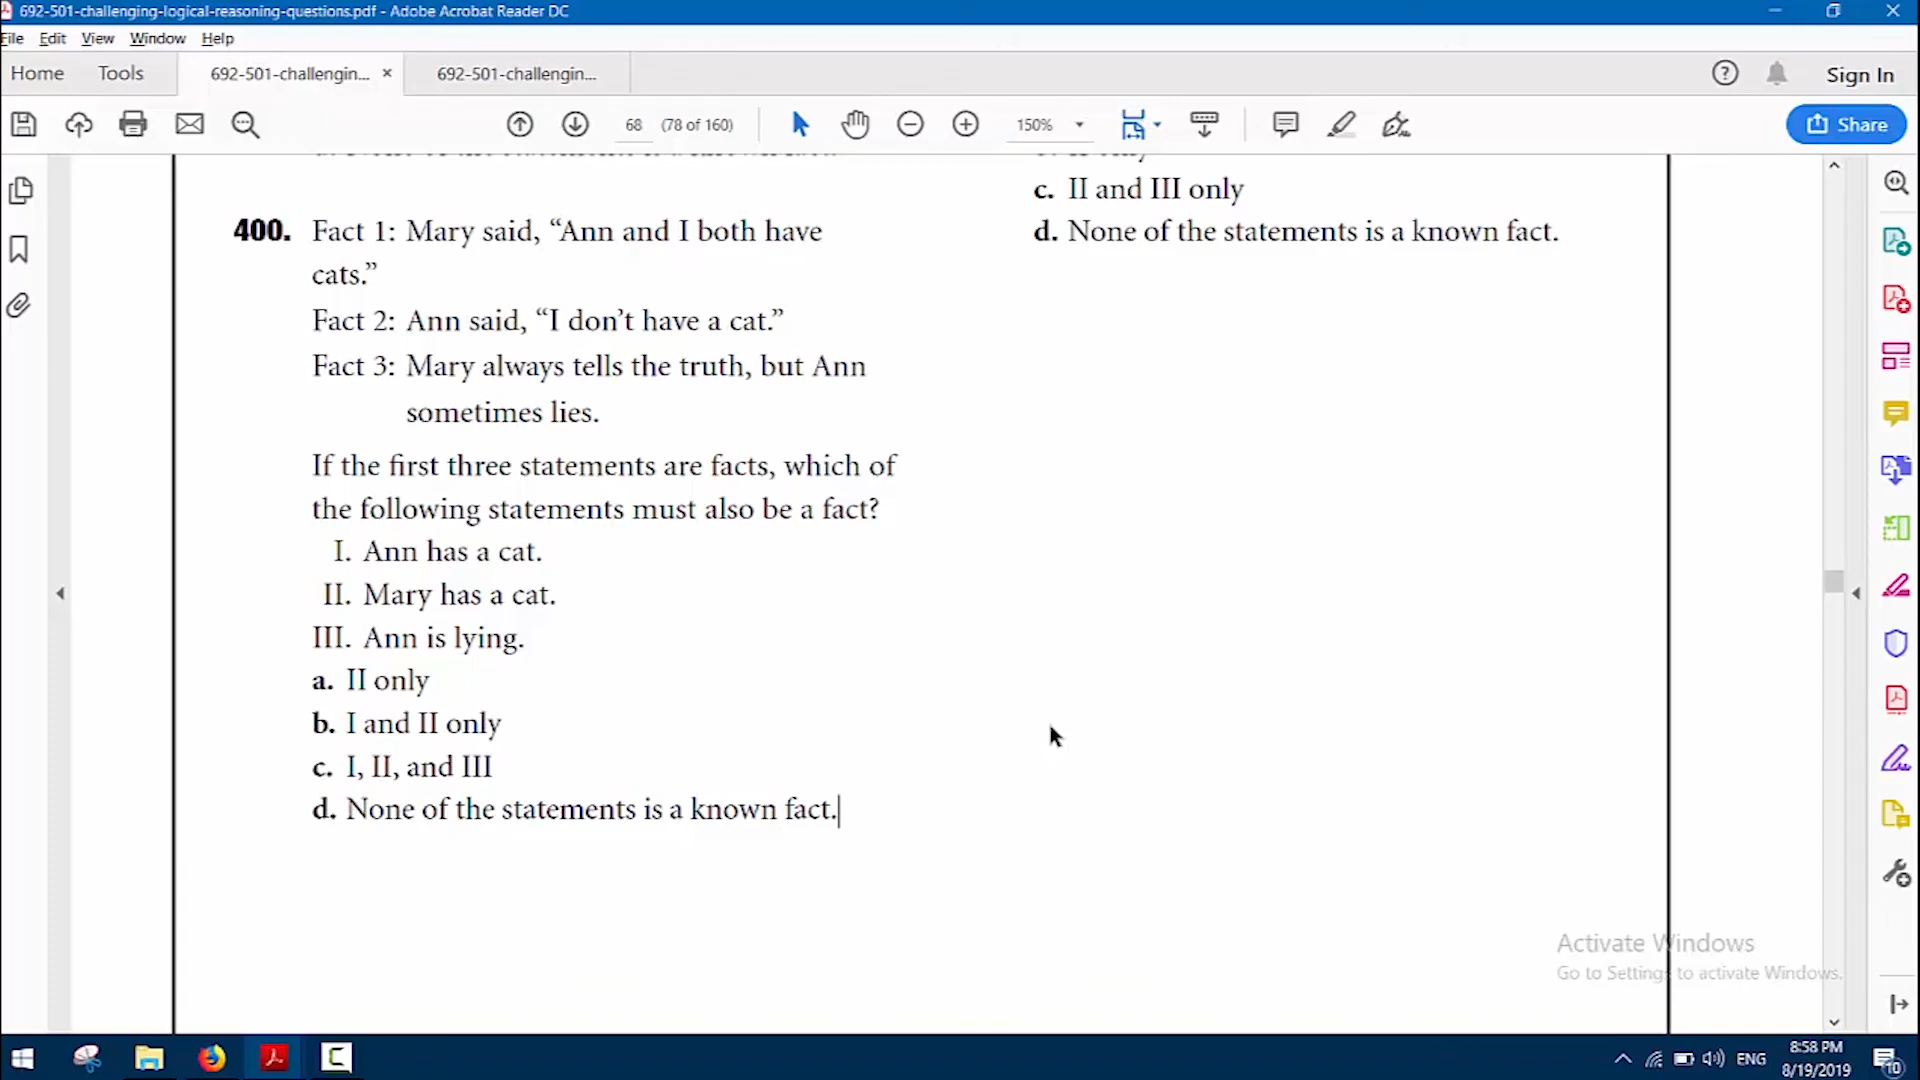 692-501-challenging-logical-reasoning-questions.pdf - Adobe Acrobat Reader DC
File Edit View Window Help
Home Tools 692-501-challengin... × 692-501-challengin... Sign In
68 (78 of 160) 150% Share
c. II and III only
d. None of the statements is a known fact.
400. Fact 1: Mary said, “Ann and I both have
cats.”
Fact 2: Ann said, “I don’t have a cat.”
Fact 3: Mary always tells the truth, but Ann
sometimes lies.
If the first three statements are facts, which of
the following statements must also be a fact?
I. Ann has a cat.
II. Mary has a cat.
III. Ann is lying.
a. II only
b. I and II only
c. I, II, and III
d. None of the statements is a known fact.
Activate Windows
Go to Settings to activate Windows.
ENG
8:58 PM
8/19/2019
10